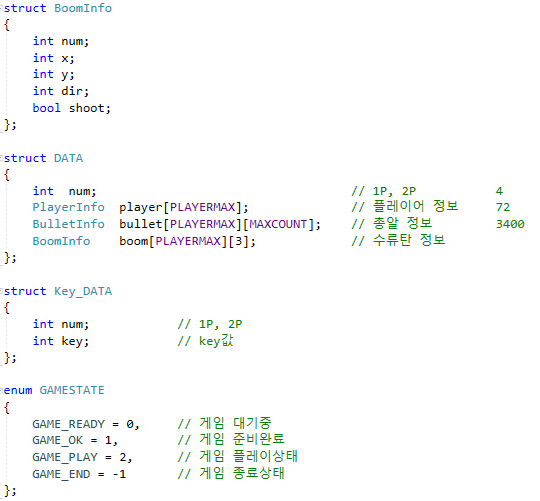 struct BoomInfo
{
int num;
int x;
int y;
int dir;
bool shoot;
};
struct DATA
{
int num; // 1P, 2P 4
PlayerInfo player[PLAYERMAX]; // 플레이어 정보 72
BulletInfo bullet[PLAYERMAX][MAXCOUNT]; // 총알 정보 3400
BoomInfo boom[PLAYERMAX][3]; // 수류탄 정보
};
struct Key_DATA
{
int num; // 1P, 2P
int key; // key값
};
enum GAMESTATE
{
GAME_READY = 0, // 게임 대기중
GAME_OK = 1, // 게임 준비완료
GAME_PLAY = 2, // 게임 플레이상태
GAME_END = -1 // 게임 종료상태
};